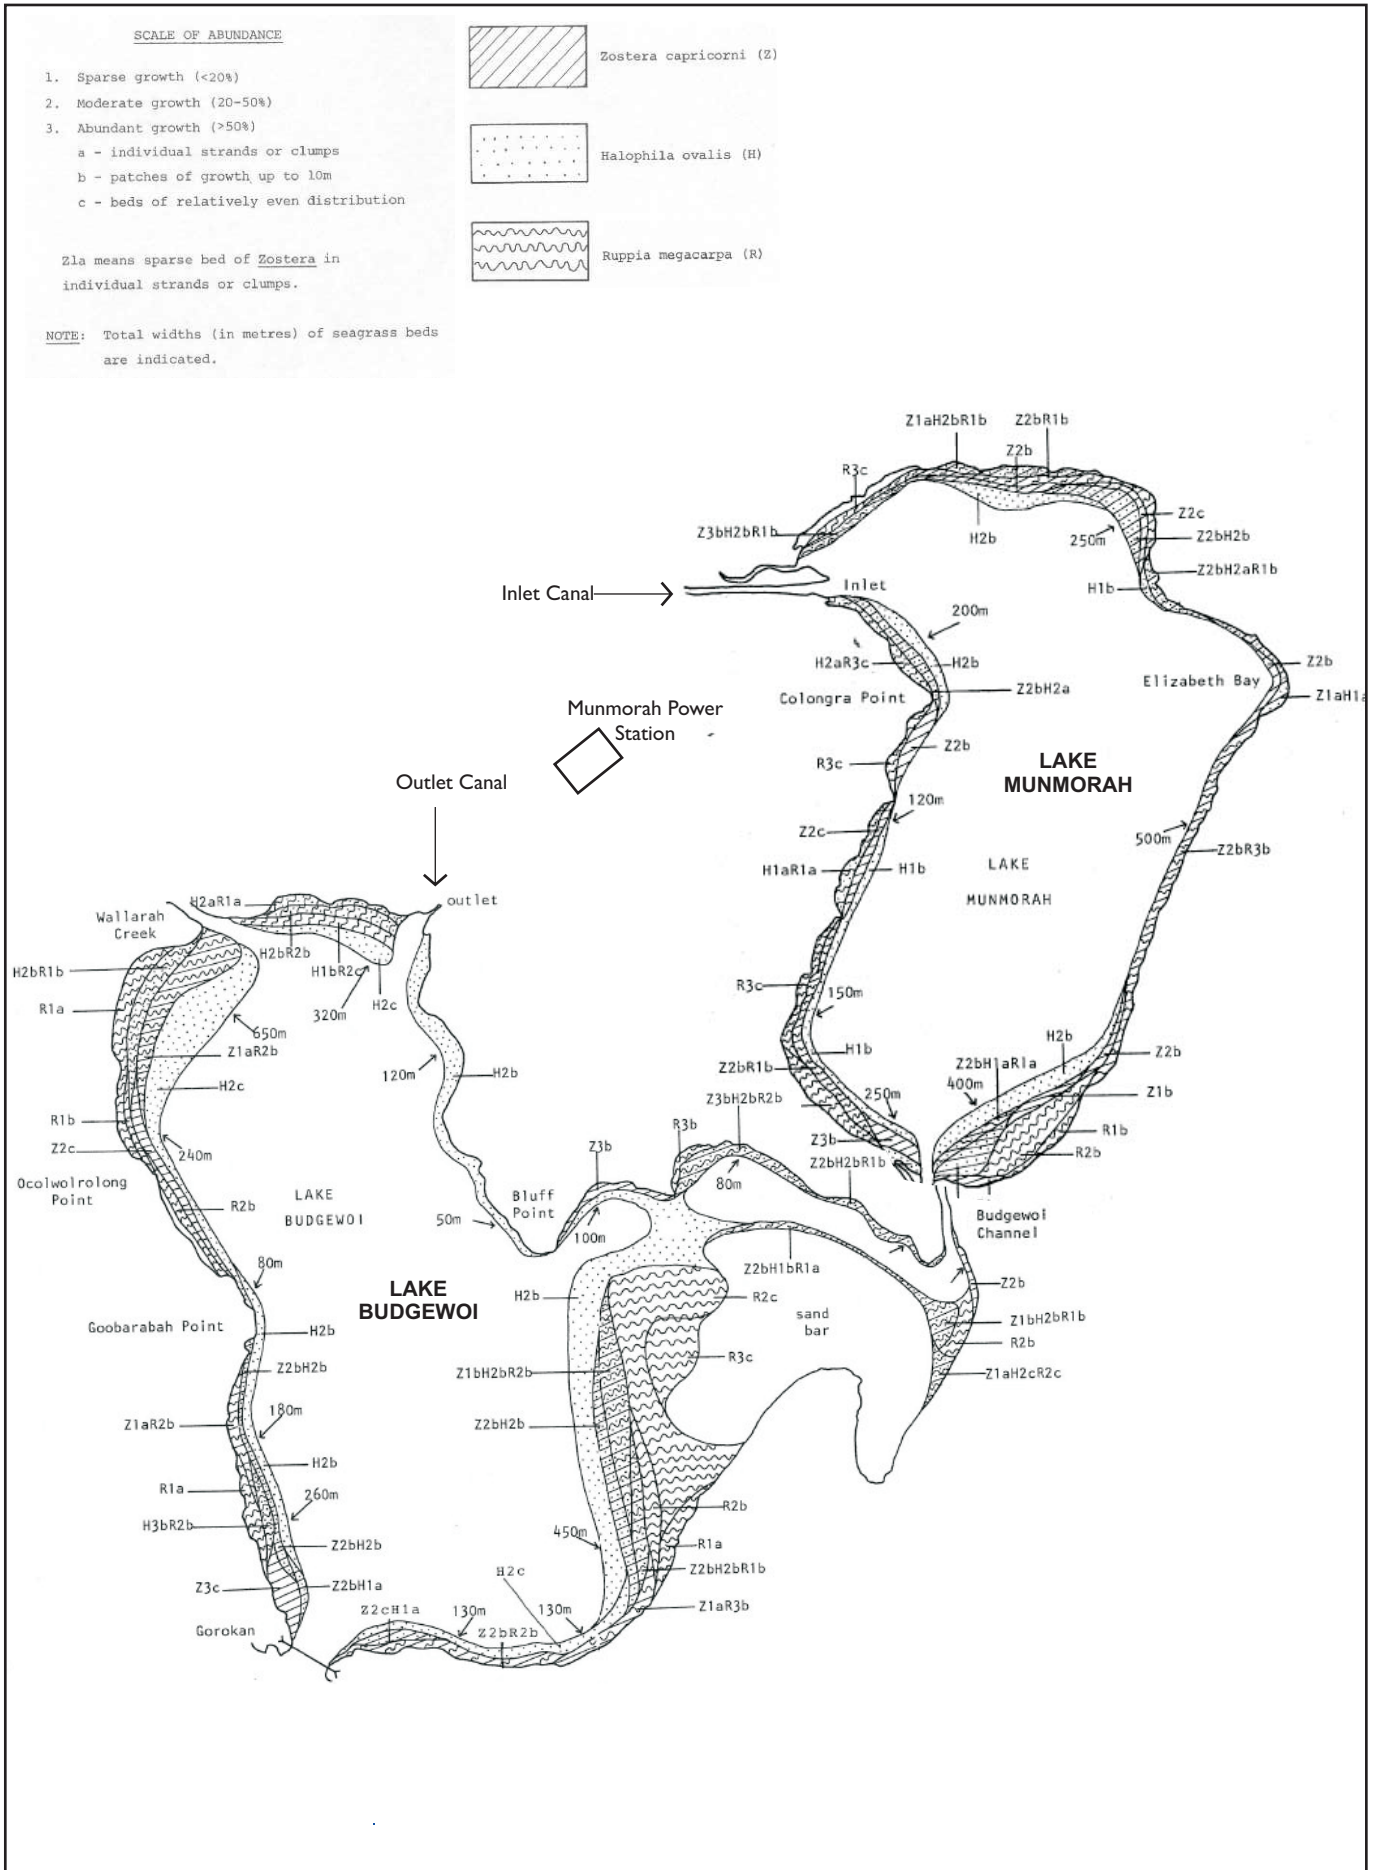 SCALE OF ABUNDANCE
1. Sparse growth (<20%)
2. Moderate growth (20-50%)
3. Abundant growth (>50%)
a - individual strands or clumps
b - patches of growth up to 10m
c - beds of relatively even distribution
Z1a means sparse bed of Zostera in
individual strands or clumps.
NOTE: Total widths (in metres) of seagrass beds
are indicated.
Zostera capricorni (Z)
Halophila ovalis (H)
Ruppia megacarpa (R)
Z1aH2bR1b
Z2bR1b
Z2b
R3c
Z2c
Z3bH2bR1b
H2b
250m
Z2bH2b
Z2bH2aR1b
H1b
Inlet
Inlet Canal
200m
H2aR3c
H2b
Z2b
Elizabeth Bay
Z2bH2a
Z1aH1a
Colongra Point
Munmorah Power
Station
Z2b
R3c
LAKE
MUNMORAH
Outlet Canal
120m
Z2c
500m
Z2bR3b
H1aR1a
H1b
LAKE
MUNMORAH
H2aR1a
outlet
Wallarah
Creek
H2bR2b
H1bR2c
H2bR1b
H2c
R3c
150m
R1a
320m
650m
Z1aR2b
H1b
H2b
Z2b
120m
H2b
Z2bR1b
Z2bH1aR1a
H2c
400m
Z1b
250m
Z3bH2bR2b
R1b
R1b
R3b
Z3b
Z2c
240m
Z3b
R2b
Z2bH2bR1b
80m
Ocolwolrolong
Point
LAKE
BUDGEWOI
R2b
Bluff
Point
50m
100m
Budgewoi
Channel
80m
Z2bH1bR1a
Z2b
LAKE
BUDGEWOI
H2b
R2c
sand
bar
Z1bH2bR1b
Goobarabah Point
H2b
R2b
R3c
Z2bH2b
Z1bH2bR2b
Z1aH2cR2c
180m
Z1aR2b
Z2bH2b
H2b
R1a
260m
R2b
H3bR2b
450m
Z2bH2b
R1a
H2c
Z2bH2bR1b
Z3c
Z2bH1a
Z2cH1a
130m
130m
Z1aR3b
Gorokan
Z2bR2b